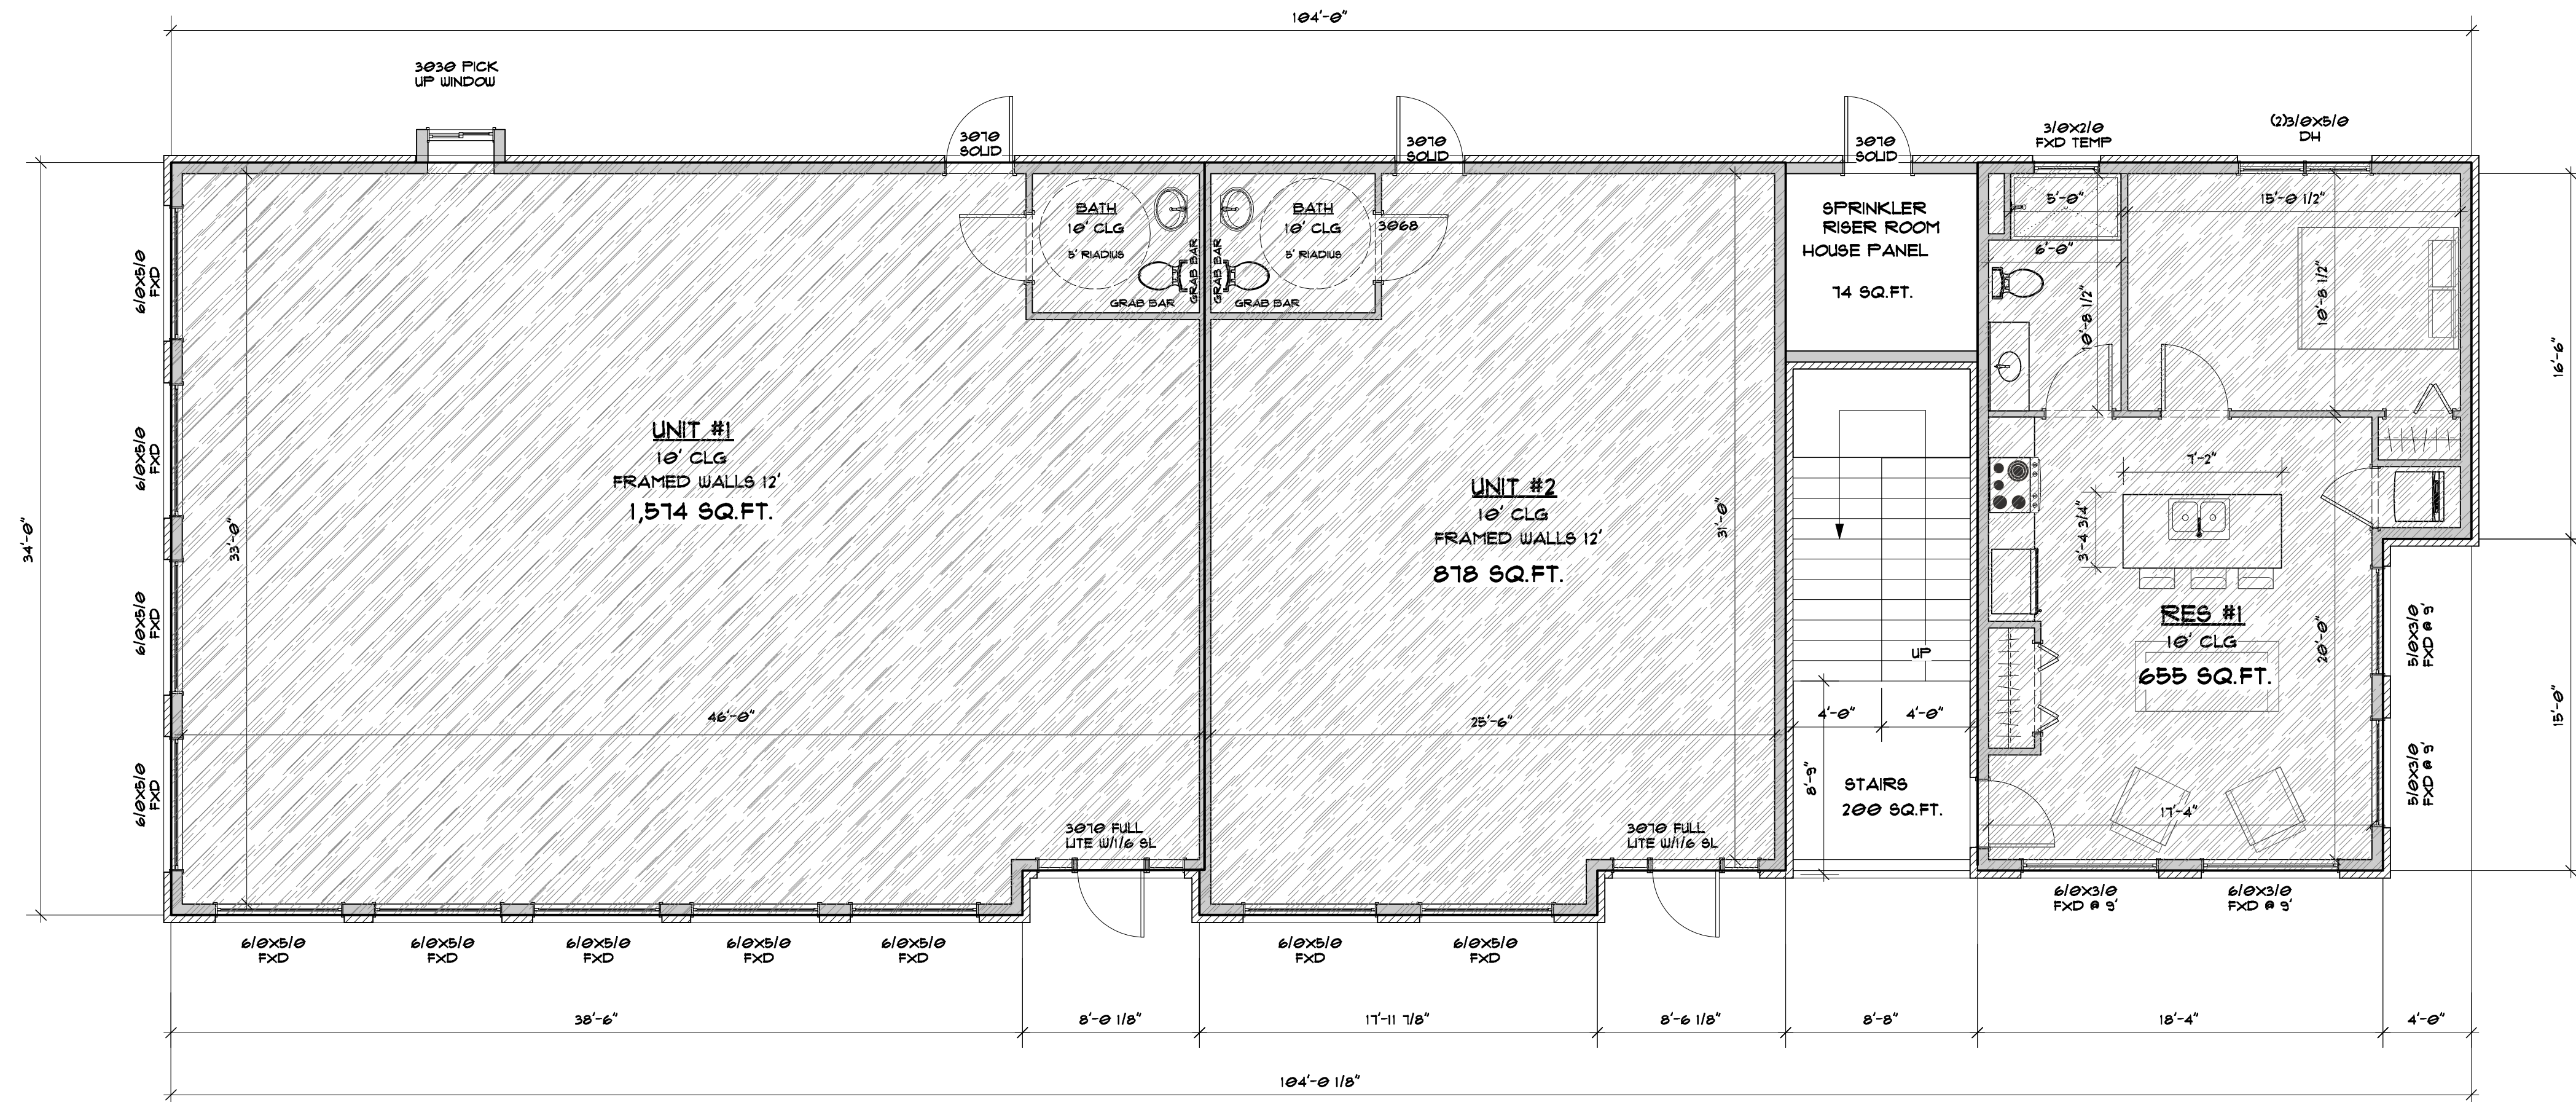 104'-0"
3030 PICK
UP WINDOW
3070
SOLID
3070
SOLID
3070
SOLID
3/0X2/0
FXD TEMP
(2)3/0X5/0
DH
BATH
10' CLG
5' RIADIUS
GRAB BAR
GRAB BAR
BATH
10' CLG
5' RIADIUS
GRAB BAR
GRAB BAR
3068
SPRINKLER
RISER ROOM
HOUSE PANEL
74 SQ.FT.
5'-0"
6'-0"
10'-8 1/2"
15'-0 1/2"
10'-8 1/2"
16'-6"
6/0X5/0
FXD
6/0X5/0
FXD
6/0X5/0
FXD
6/0X5/0
FXD
34'-0"
33'-0"
UNIT #1
10' CLG
FRAMED WALLS 12'
1,574 SQ.FT.
46'-0"
UNIT #2
10' CLG
FRAMED WALLS 12'
878 SQ.FT.
31'-0"
25'-6"
UP
4'-0"
4'-0"
8'-9"
STAIRS
200 SQ.FT.
7'-2"
3'-4 3/4"
RES #1
10' CLG
655 SQ.FT.
20'-0"
17'-4"
5/0X3/0
FXD @ 9'
5/0X3/0
FXD @ 9'
15'-0"
3070 FULL
LITE W/1/6 SL
3070 FULL
LITE W/1/6 SL
6/0X5/0
FXD
6/0X5/0
FXD
6/0X5/0
FXD
6/0X5/0
FXD
6/0X5/0
FXD
6/0X5/0
FXD
6/0X5/0
FXD
6/0X3/0
FXD @ 9'
6/0X3/0
FXD @ 9'
38'-6"
8'-0 1/8"
17'-11 7/8"
8'-6 1/8"
8'-8"
18'-4"
4'-0"
104'-0 1/8"